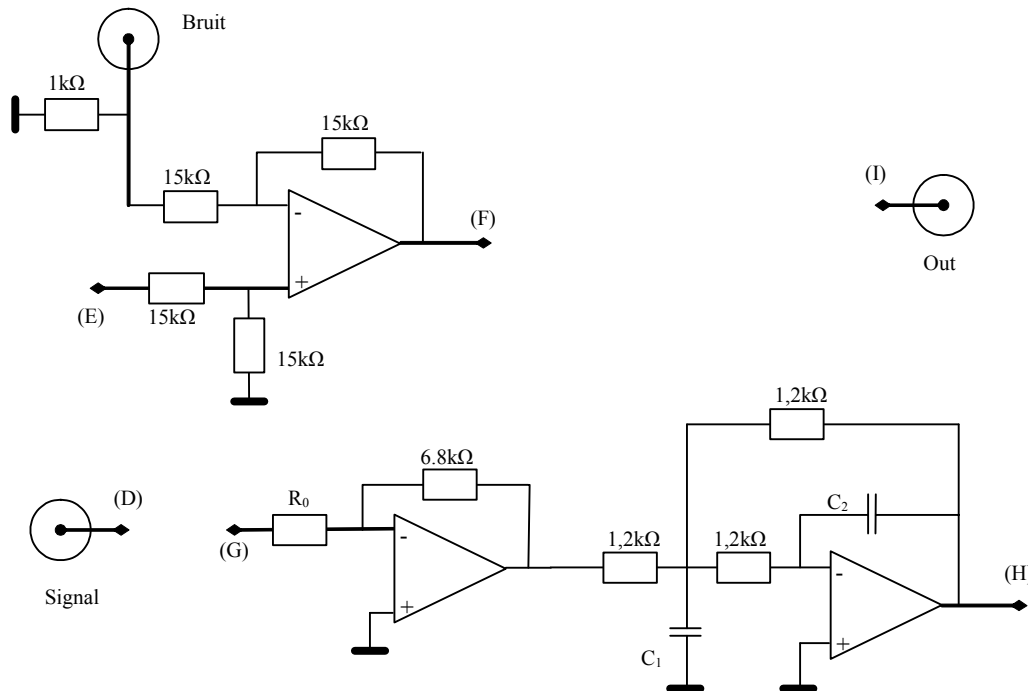 Bruit
1kΩ
15kΩ
15kΩ
-
(F)
+
(E)
15kΩ
15kΩ
(I)
Out
1,2kΩ
6.8kΩ
(D)
R0
C2
(G)
-
1,2kΩ
1,2kΩ
-
(H
Signal
+
+
C1